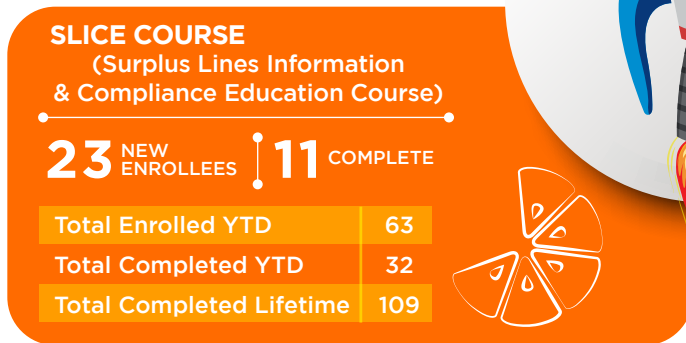 SLICE COURSE
(Surplus Lines Information
& Compliance Education Course)
23 NEW ENROLLEES
11 COMPLETE
Total Enrolled YTD 63
Total Completed YTD 32
Total Completed Lifetime 109